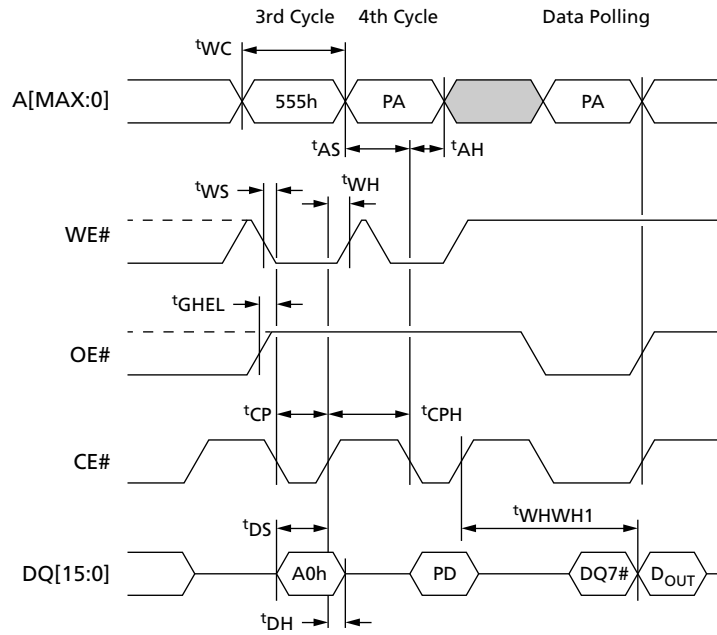 3rd Cycle 4th Cycle Data Polling
tWC
A[MAX:0] 555h PA PA
tAS tAH
tWS tWH
WE#
tGHEL
OE#
tCP tCPH
CE#
tWHWH1
tDS
DQ[15:0] A0h PD DQ7# DOUT
tDH